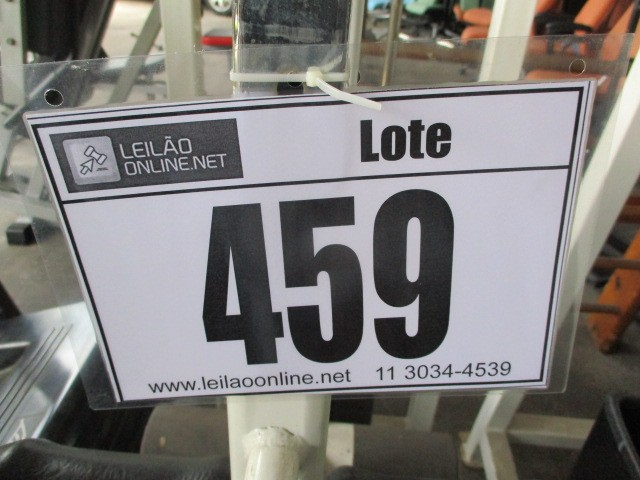 LEILÃO
ONLINE.NET
Lote
459
www.leilaoonline.net 11 3034-4539